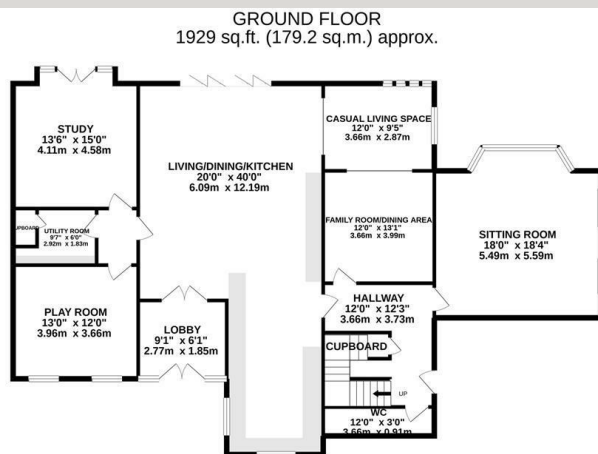 GROUND FLOOR
1929 sq.ft. (179.2 sq.m.) approx.
STUDY
13'6" x 15'0"
4.11m x 4.58m
LIVING/DINING/KITCHEN
20'0" x 40'0"
6.09m x 12.19m
CASUAL LIVING SPACE
12'0" x 9'5"
3.66m x 2.87m
UTILITY ROOM
9'7" x 6'0"
2.92m x 1.83m
FAMILY ROOM/DINING AREA
12'0" x 13'1"
3.66m x 3.99m
SITTING ROOM
18'0" x 18'4"
5.49m x 5.59m
PLAY ROOM
13'0" x 12'0"
3.96m x 3.66m
LOBBY
9'1" x 6'1"
2.77m x 1.85m
HALLWAY
12'0" x 12'3"
3.66m x 3.73m
CUPBOARD
UP
WC
12'0" x 3'0"
3.66m x 0.91m